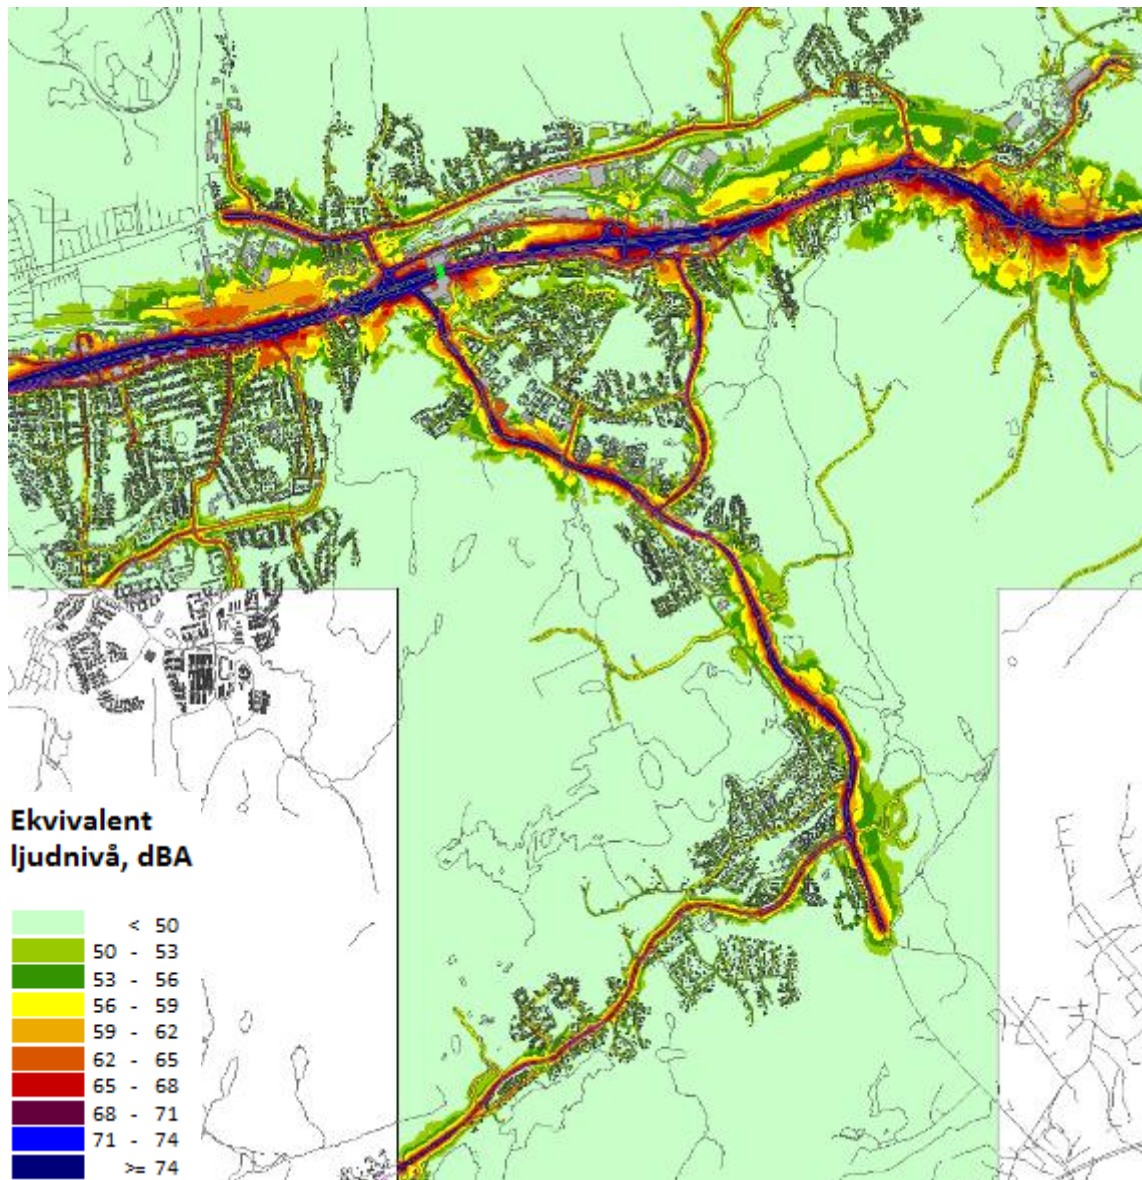 Ekvivalent
ljudnivå, dBA
< 50
50 - 53
53 - 56
56 - 59
59 - 62
62 - 65
65 - 68
68 - 71
71 - 74
>= 74